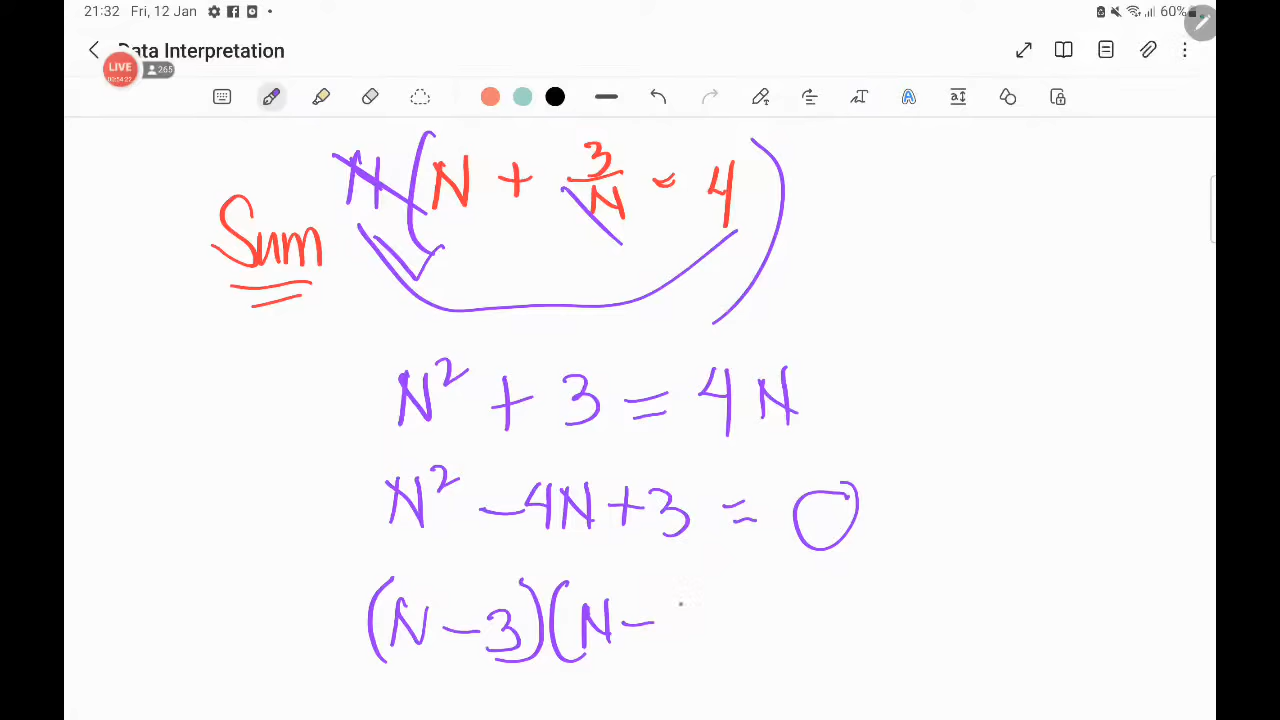 21:32 Fri, 12 Jan
60%
Data Interpretation
LIVE
265
N(N + 3/N = 4)
Sum
N² + 3 = 4N
N² - 4N + 3 = 0
(N - 3)(N -